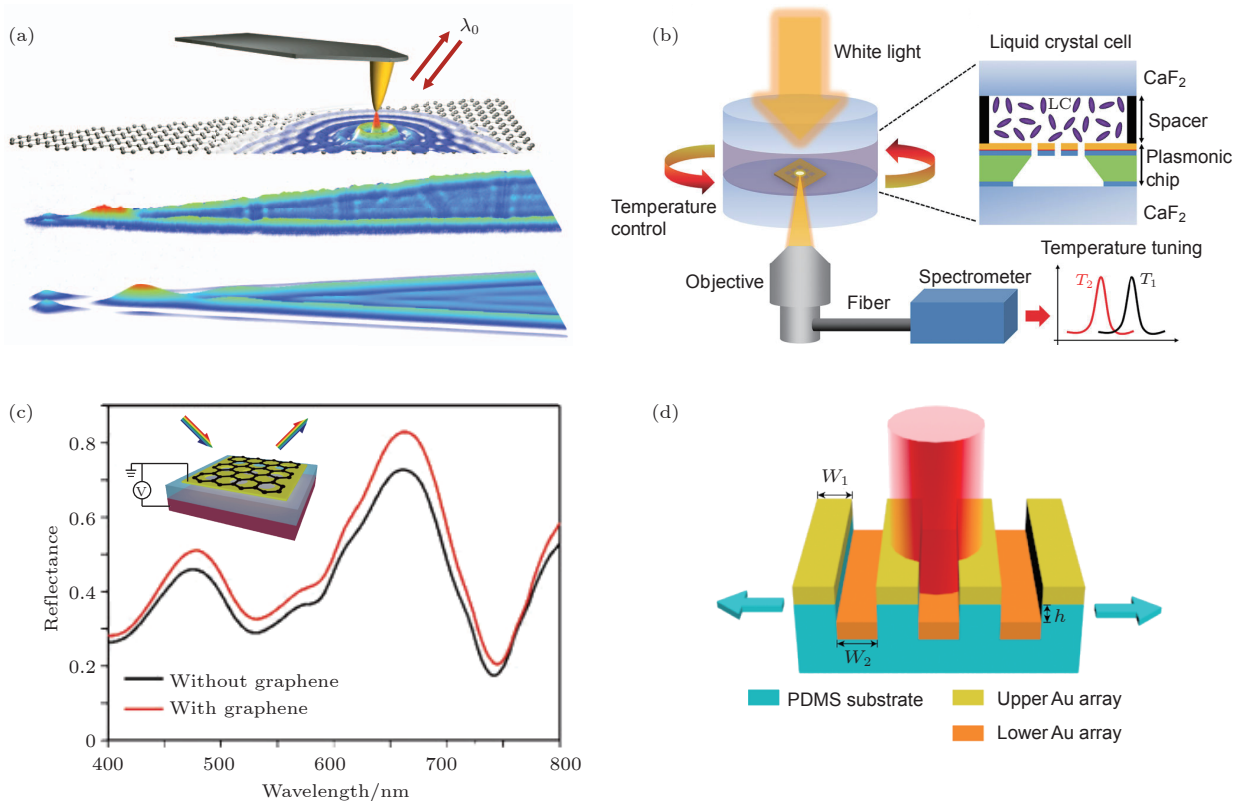 (a)
λ₀
(b)
White light
Temperature
control
Objective
Fiber
Spectrometer
Liquid crystal cell
LC
CaF₂
Spacer
Plasmonic
chip
CaF₂
Temperature tuning
T₂
T₁
(c)
V
Reflectance
0.8
0.6
0.4
0.2
0
Without graphene
With graphene
400
500
600
700
800
Wavelength/nm
(d)
W₁
h
W₂
PDMS substrate
Upper Au array
Lower Au array